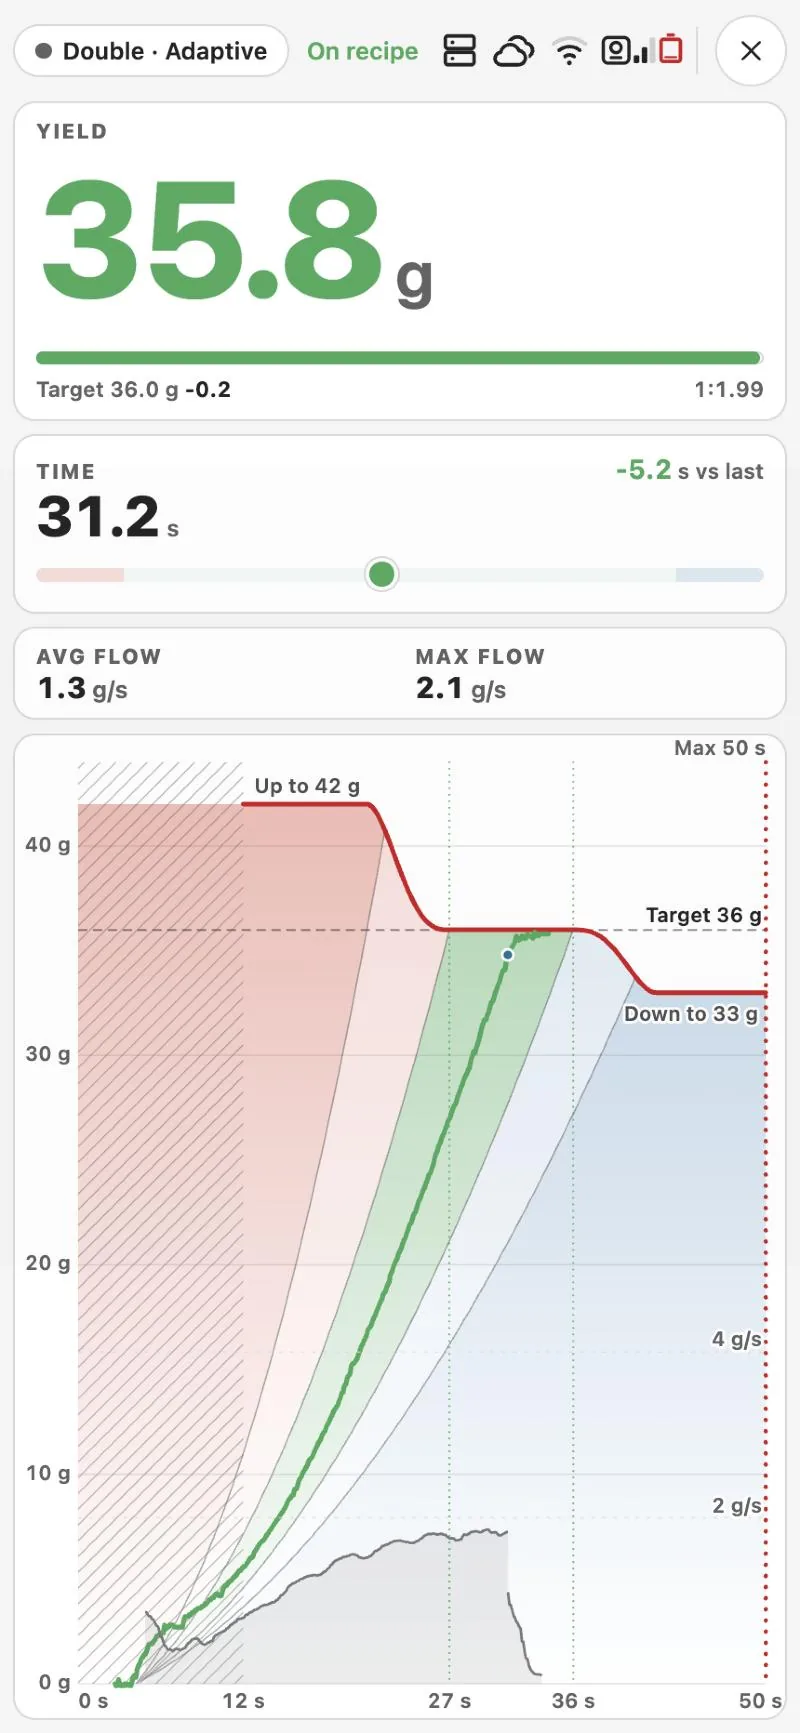 Double · Adaptive On recipe
YIELD
35.8 g
Target 36.0 g -0.2 1:1.99
TIME -5.2 s vs last
31.2 s
AVG FLOW MAX FLOW
1.3 g/s 2.1 g/s
Max 50 s
Up to 42 g
40 g
Target 36 g
Down to 33 g
30 g
20 g
4 g/s
10 g
2 g/s
0 g
0 s 12 s 27 s 36 s 50 s